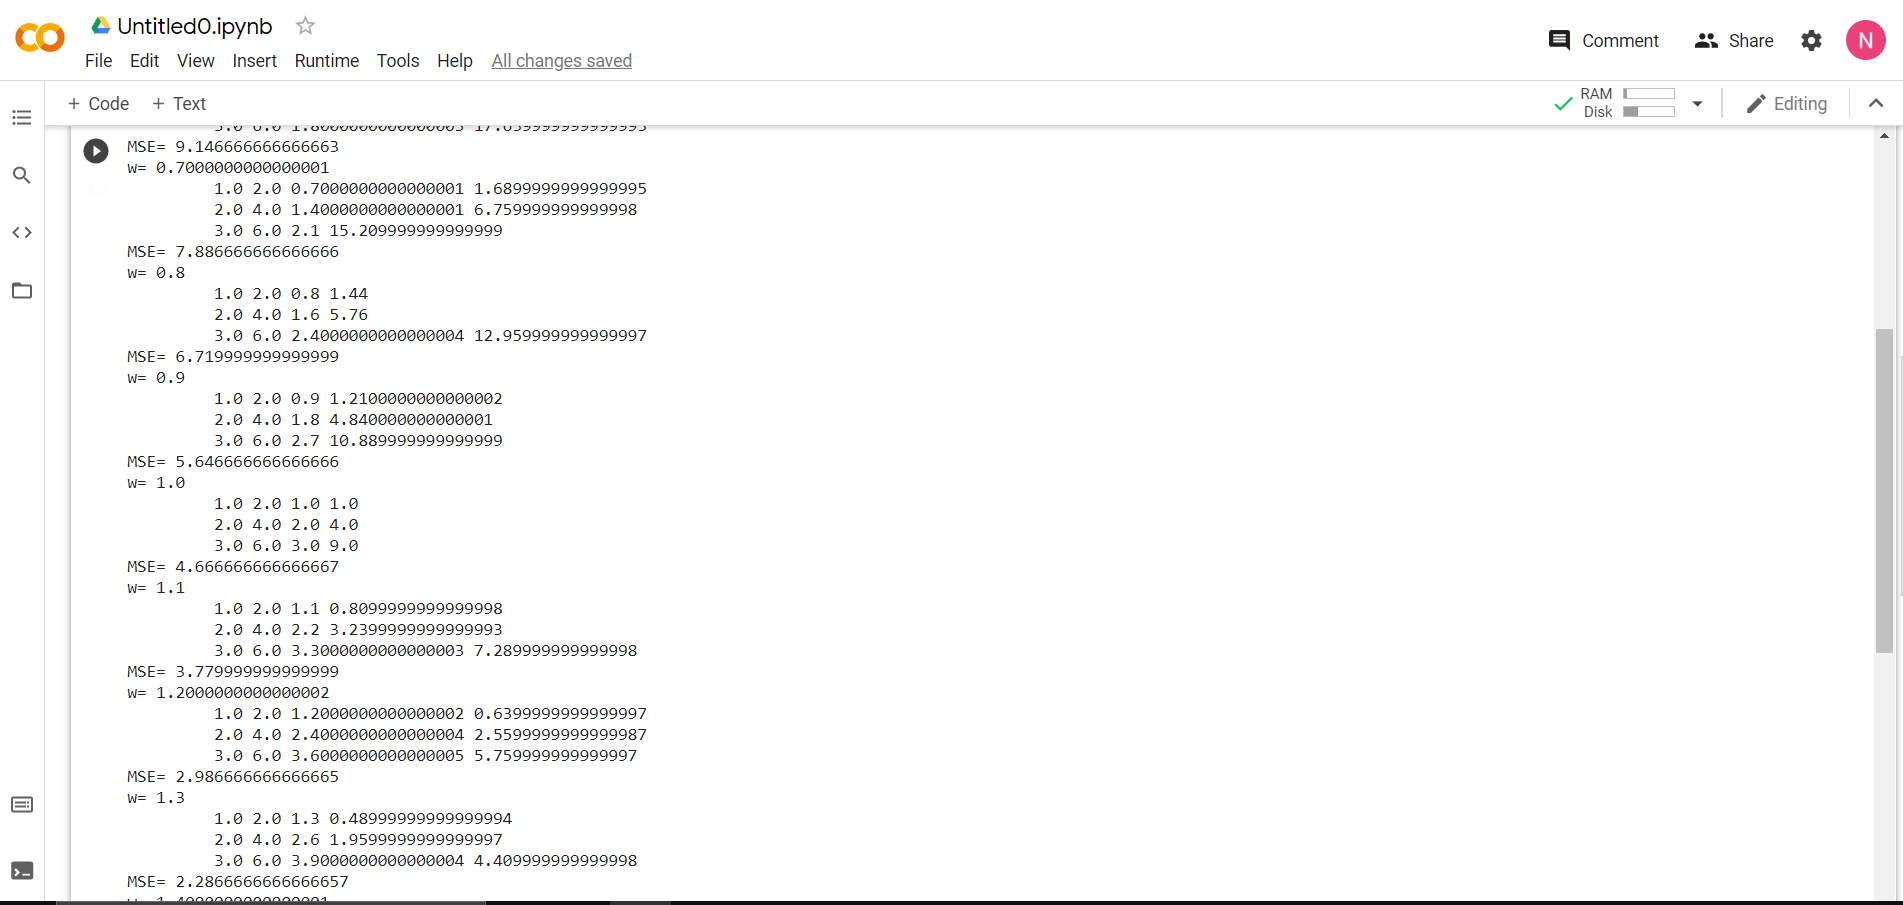 Untitled0.ipynb
File Edit View Insert Runtime Tools Help All changes saved
Comment Share N
+ Code + Text
RAM
Disk
Editing
3.0 6.0 1.8000000000000003 17.639999999999993
MSE= 9.146666666666663
w= 0.7000000000000001
1.0 2.0 0.7000000000000001 1.6899999999999995
2.0 4.0 1.4000000000000001 6.759999999999998
3.0 6.0 2.1 15.209999999999999
MSE= 7.886666666666666
w= 0.8
1.0 2.0 0.8 1.44
2.0 4.0 1.6 5.76
3.0 6.0 2.4000000000000004 12.959999999999997
MSE= 6.719999999999999
w= 0.9
1.0 2.0 0.9 1.2100000000000002
2.0 4.0 1.8 4.840000000000001
3.0 6.0 2.7 10.889999999999999
MSE= 5.646666666666666
w= 1.0
1.0 2.0 1.0 1.0
2.0 4.0 2.0 4.0
3.0 6.0 3.0 9.0
MSE= 4.666666666666667
w= 1.1
1.0 2.0 1.1 0.8099999999999998
2.0 4.0 2.2 3.2399999999999993
3.0 6.0 3.3000000000000003 7.289999999999998
MSE= 3.779999999999999
w= 1.2000000000000002
1.0 2.0 1.2000000000000002 0.6399999999999997
2.0 4.0 2.4000000000000004 2.5599999999999987
3.0 6.0 3.6000000000000005 5.759999999999997
MSE= 2.986666666666665
w= 1.3
1.0 2.0 1.3 0.48999999999999994
2.0 4.0 2.6 1.9599999999999997
3.0 6.0 3.9000000000000004 4.409999999999998
MSE= 2.2866666666666657
w= 1.4000000000000001